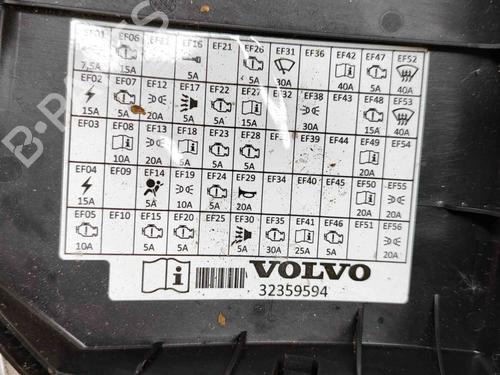 EF01 EF06 EF11 EF16 EF21 EF26 EF31 EF36 EF42 EF47 EF52
7,5A 15A 5A 5A 30A 40A 5A 40A
EF02 EF07 EF12 EF17 EF22 EF27 EF32 EF38 EF43 EF48 EF53
15A 5A 20A 5A 5A 15A 30A 15A 40A
EF03 EF08 EF13 EF18 EF23 EF28 EF39 EF44 EF49 EF54
10A 20A 5A 5A 5A 20A
EF04 EF09 EF14 EF19 EF24 EF29 EF34 EF40 EF45 EF50 EF55
15A 5A 10A 5A 20A 20A 20A
EF05 EF10 EF15 EF20 EF25 EF30 EF35 EF41 EF46 EF51 EF56
10A 5A 5A 5A 30A 25A 5A 20A
VOLVO
32359594
B-PARTS